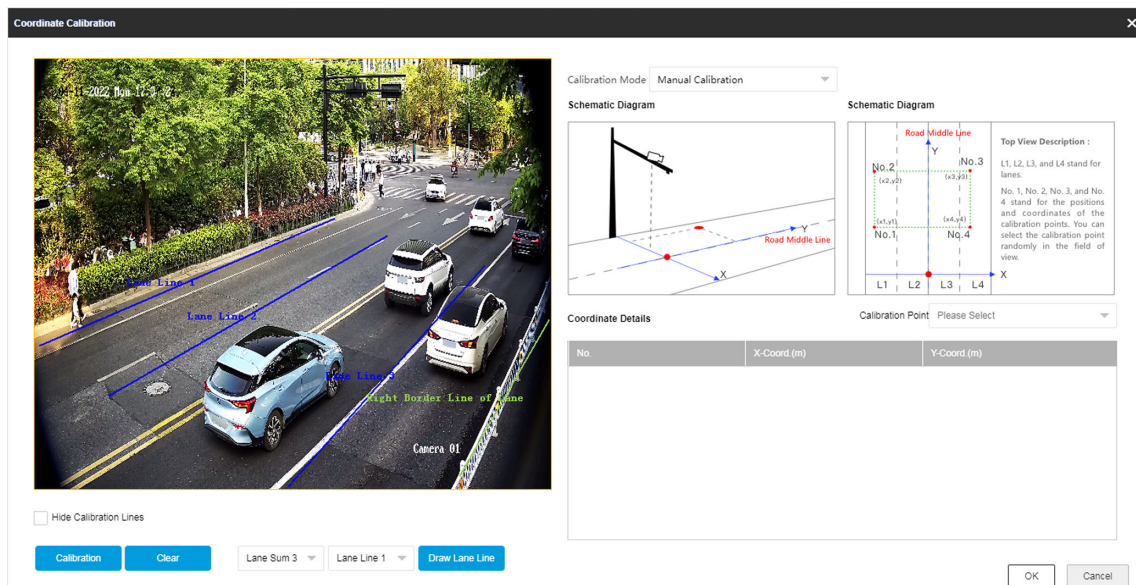 Coordinate Calibration
11-2022 Mon 17:
Lane Line 1
Lane Line 2
Line 3
Right Border Line of Lane
Camera 01
Hide Calibration Lines
Calibration
Clear
Lane Sum 3
Lane Line 1
Draw Lane Line
Calibration Mode
Manual Calibration
Schematic Diagram
Y
Road Middle Line
X
Schematic Diagram
Road Middle Line
Y
No.2
(x2,y2)
No.3
(x3,y3)
(x1,y1)
No.1
(x4,y4)
No.4
X
L1 L2 L3 L4
Top View Description :
L1, L2, L3, and L4 stand for
lanes.
No. 1, No. 2, No. 3, and No.
4 stand for the positions
and coordinates of the
calibration points. You can
select the calibration point
randomly in the field of
view.
Coordinate Details
Calibration Point
Please Select
No. X-Coord.(m) Y-Coord.(m)
OK
Cancel